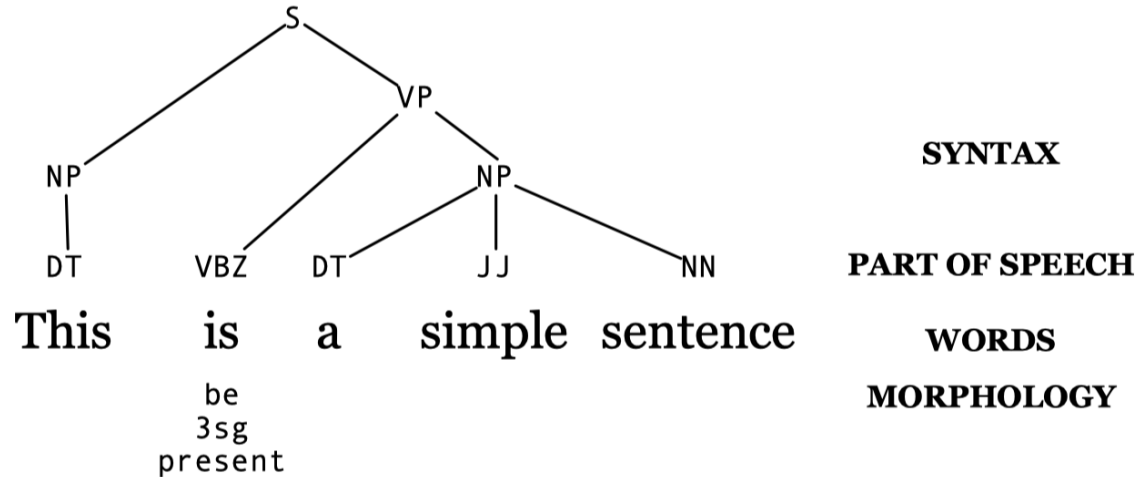 S
VP
NP NP SYNTAX
DT VBZ DT JJ NN PART OF SPEECH
This is a simple sentence WORDS
be MORPHOLOGY
3sg
present